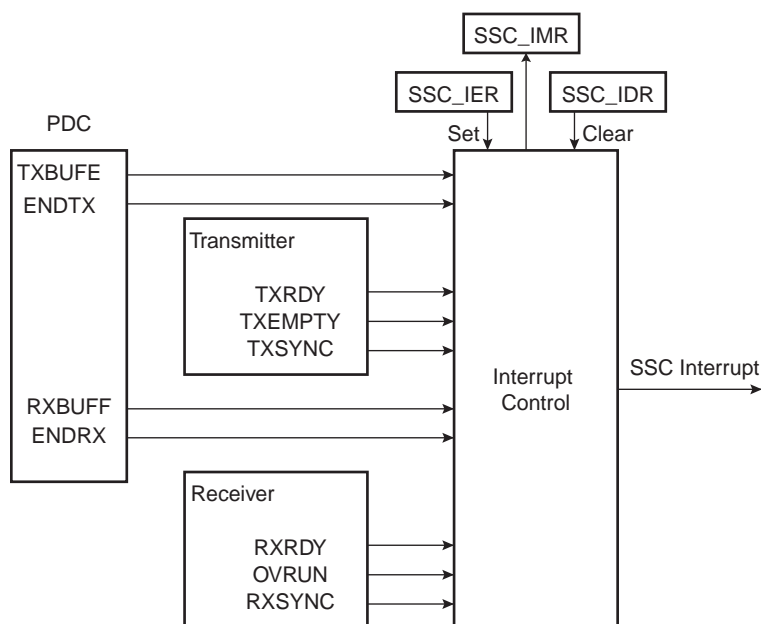 SSC_IMR
SSC_IER
SSC_IDR
Set
Clear
PDC
TXBUFE
ENDTX
Transmitter
TXRDY
TXEMPTY
TXSYNC
RXBUFF
ENDRX
Interrupt
Control
SSC Interrupt
Receiver
RXRDY
OVRUN
RXSYNC